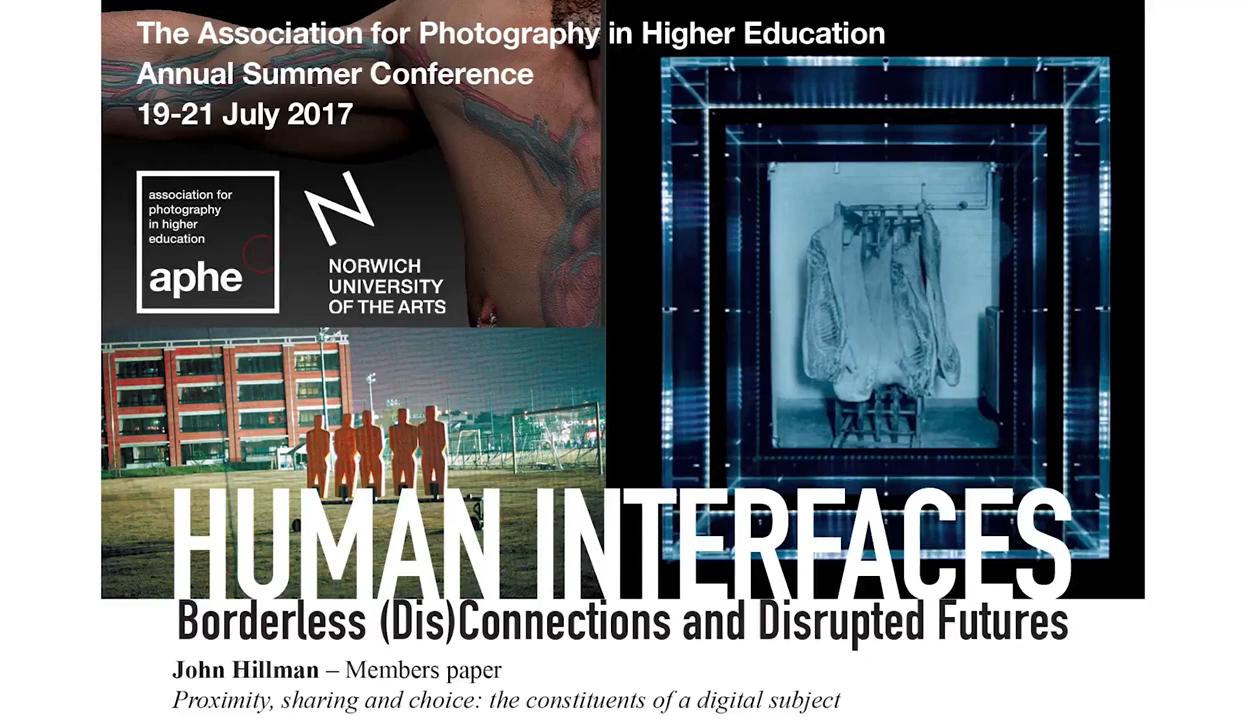 The Association for Photography in Higher Education
Annual Summer Conference
19-21 July 2017
association for
photography
in higher
education
aphe
N
NORWICH
UNIVERSITY
OF THE ARTS
HUMAN INTERFACES
Borderless (Dis)Connections and Disrupted Futures
John Hillman – Members paper
Proximity, sharing and choice: the constituents of a digital subject